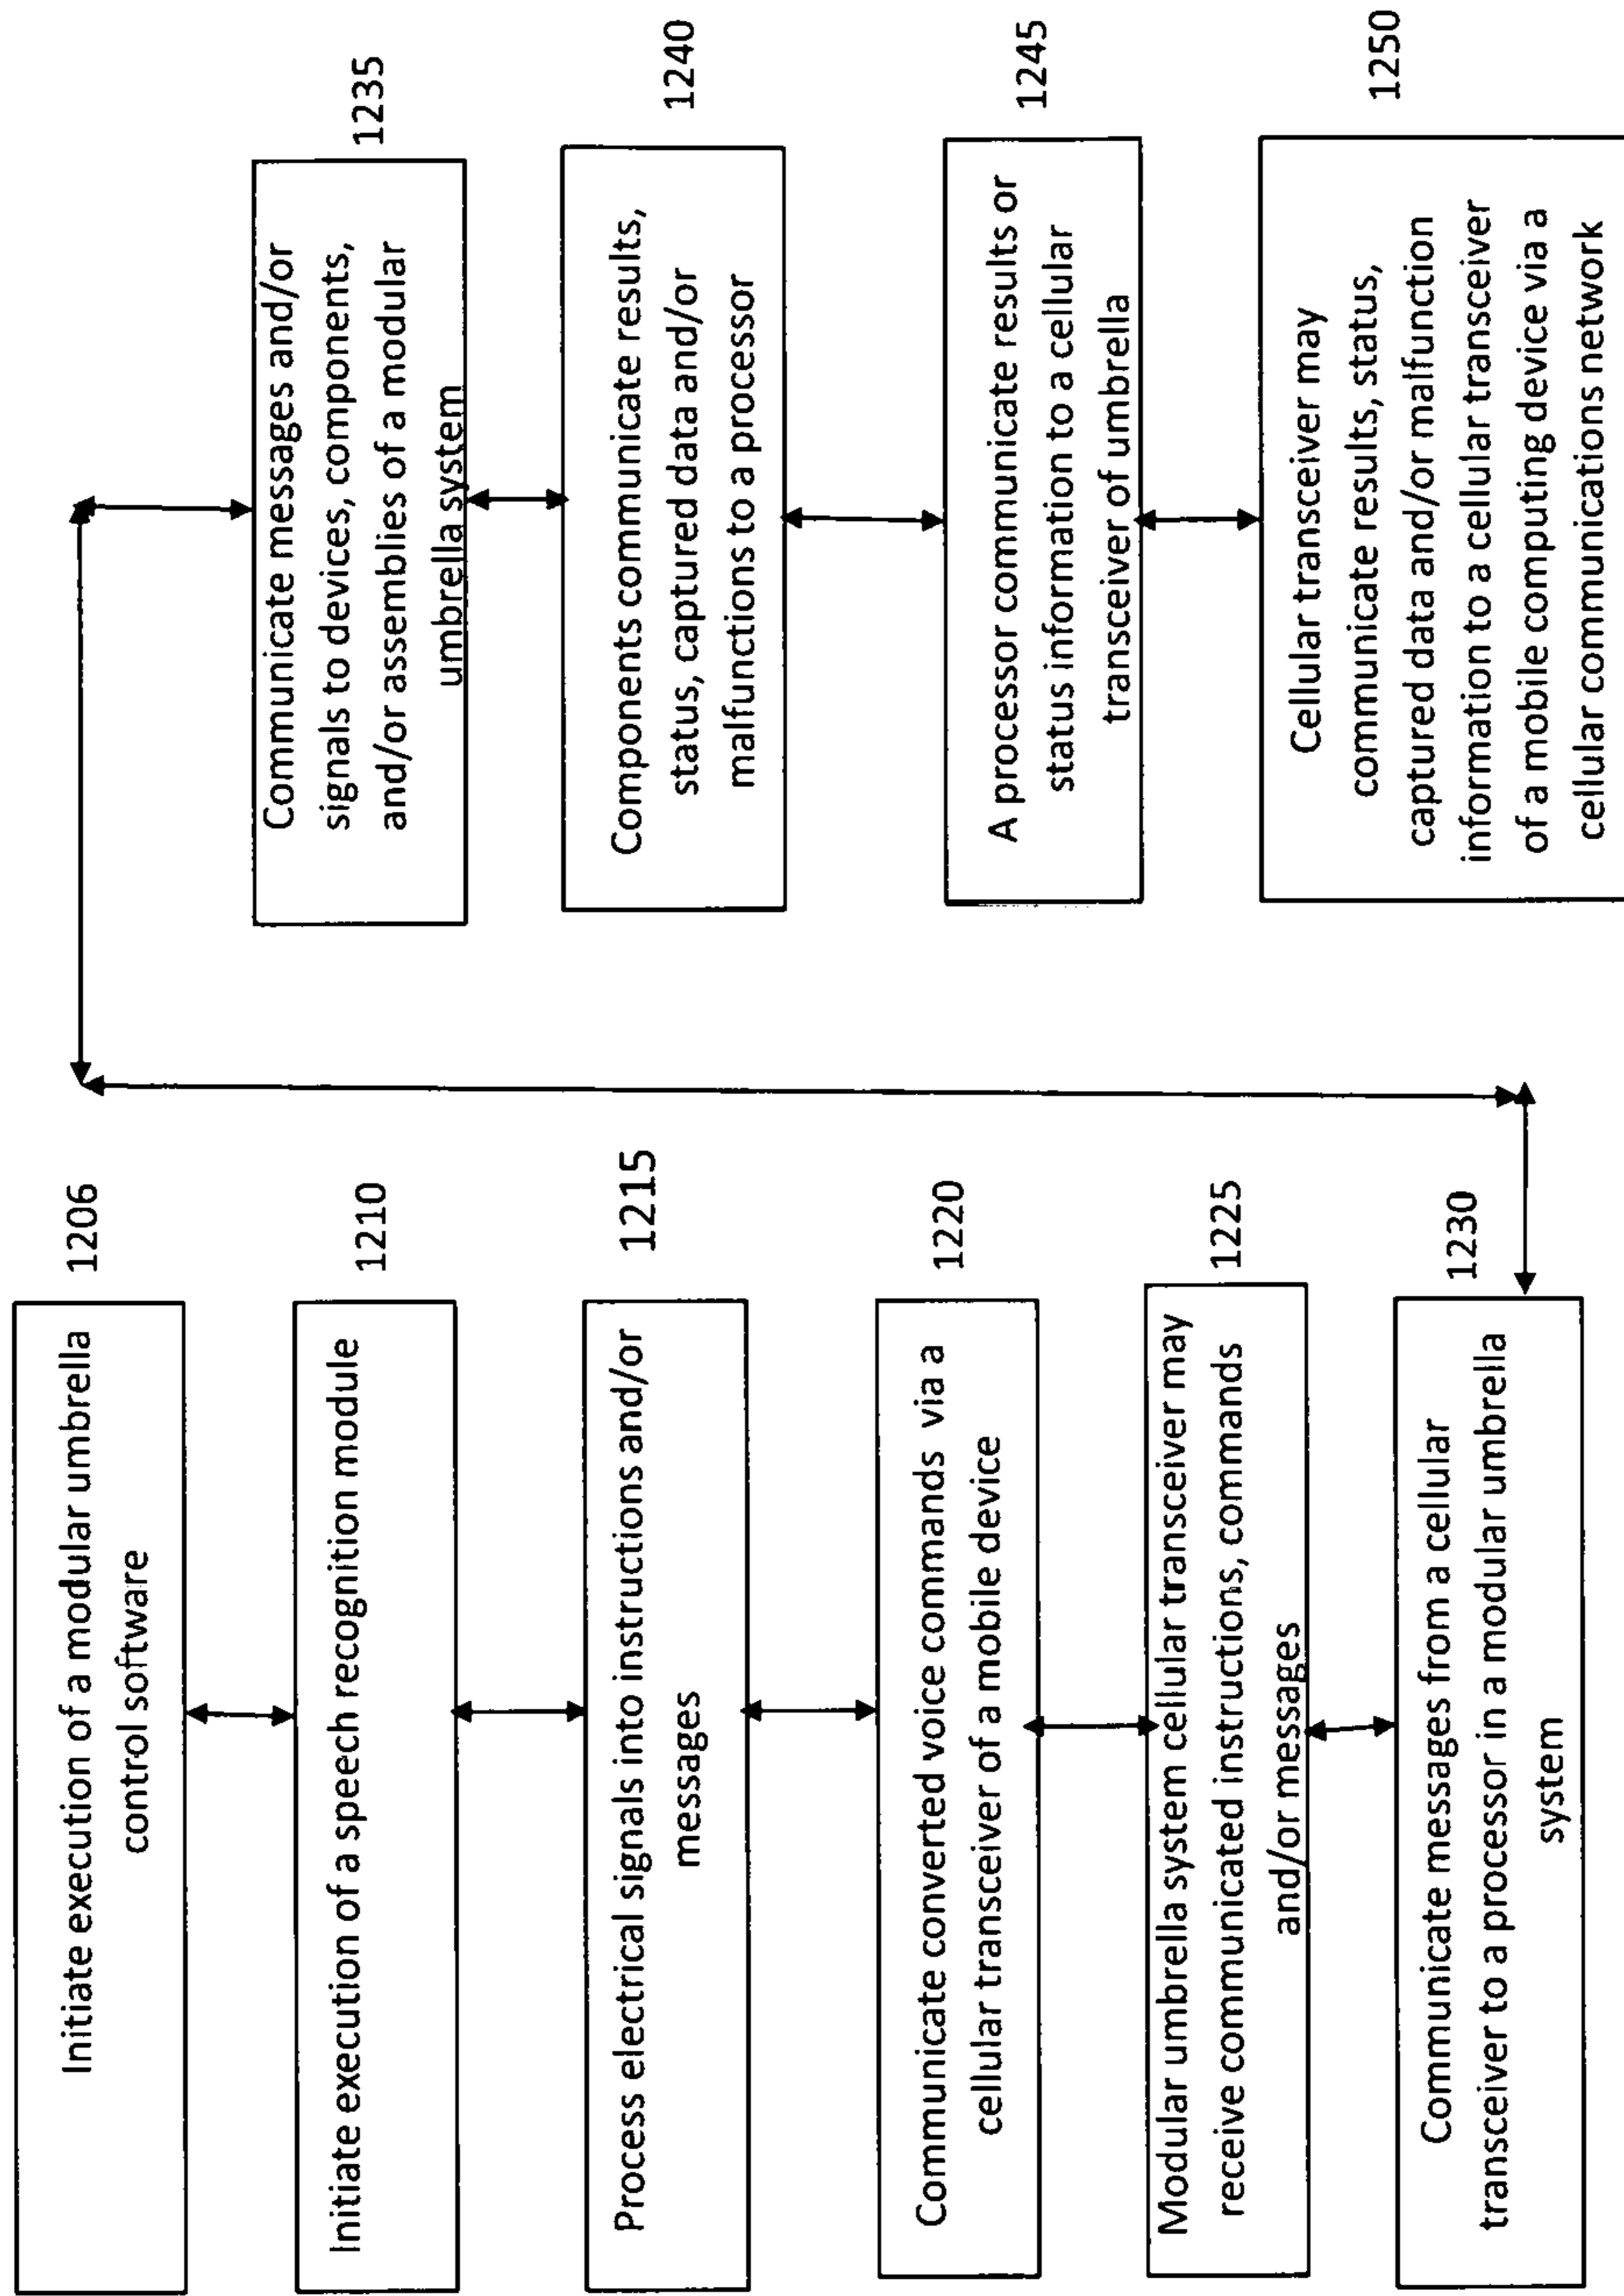 Initiate execution of a modular umbrella
control software
1206
Initiate execution of a speech recognition module
1210
Process electrical signals into instructions and/or
messages
1215
Communicate converted voice commands via a
cellular transceiver of a mobile device
1220
Modular umbrella system cellular transceiver may
receive communicated instructions, commands
and/or messages
1225
Communicate messages from a cellular
transceiver to a processor in a modular umbrella
system
1230
Communicate messages and/or
signals to devices, components,
and/or assemblies of a modular
umbrella system
1235
Components communicate results,
status, captured data and/or
malfunctions to a processor
1240
A processor communicate results or
status information to a cellular
transceiver of umbrella
1245
Cellular transceiver may
communicate results, status,
captured data and/or malfunction
information to a cellular transceiver
of a mobile computing device via a
cellular communications network
1250